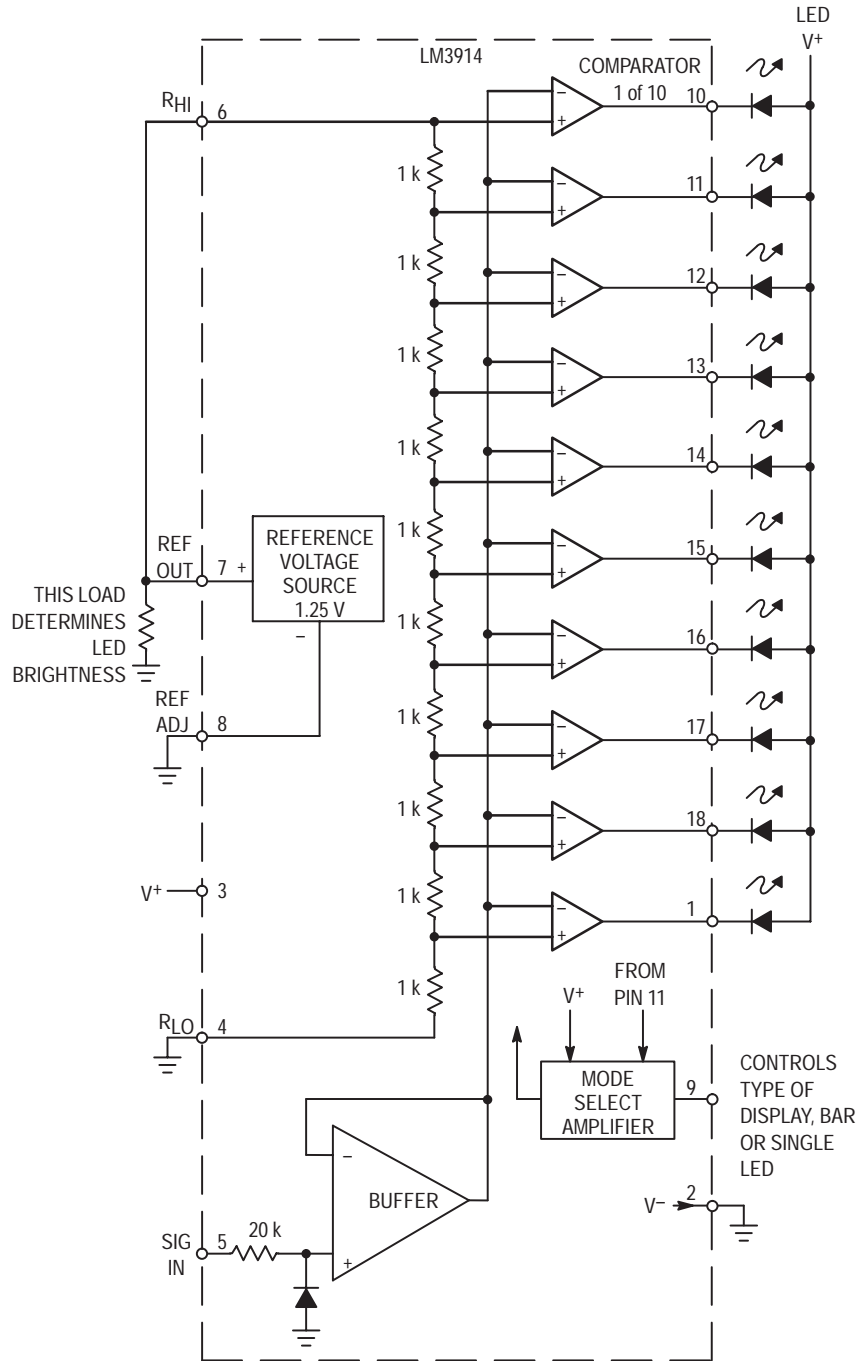 LED
V+
LM3914
COMPARATOR
1 of 10
RHI
6
10
− +
1 k
11
− +
1 k
12
− +
1 k
13
− +
1 k
14
− +
1 k
15
− +
REF
OUT
7 +
REFERENCE
VOLTAGE
SOURCE
1.25 V
−
THIS LOAD
DETERMINES
LED
BRIGHTNESS
1 k
16
− +
REF
ADJ
8
1 k
17
− +
1 k
18
− +
V+
3
1 k
1
− +
1 k
RLO
4
V+
FROM
PIN 11
MODE
SELECT
AMPLIFIER
9
CONTROLS
TYPE OF
DISPLAY, BAR
OR SINGLE
LED
V−
2
−
BUFFER
+
SIG
IN
5
20 k